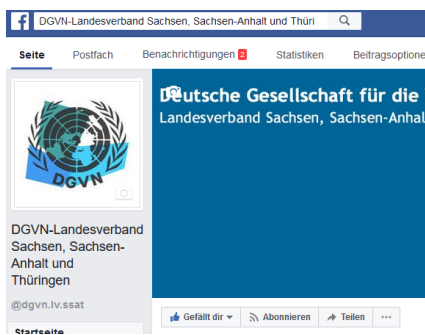 f DGVN-Landesverband Sachsen, Sachsen-Anhalt und Thüri
Seite Postfach Benachrichtigungen 2 Statistiken Beitragsoptione
Deutsche Gesellschaft für die
Landesverband Sachsen, Sachsen-Anhal
DGVN
DGVN-Landesverband
Sachsen, Sachsen-
Anhalt und
Thüringen
@dgvn.lv.ssat
Gefällt dir Abonnieren Teilen ...
Startseite